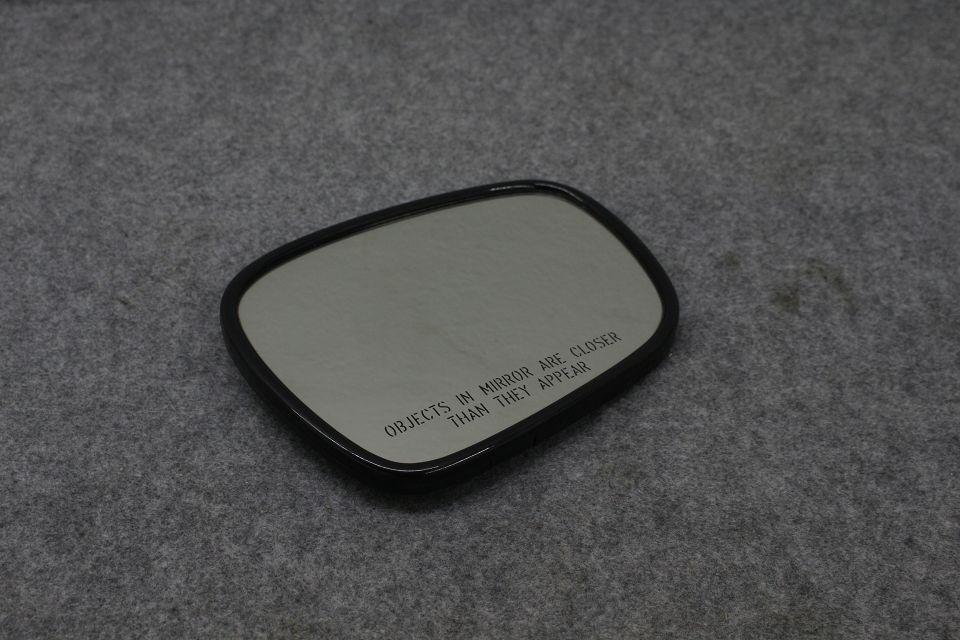 OBJECTS IN MIRROR ARE CLOSER
THAN THEY APPEAR